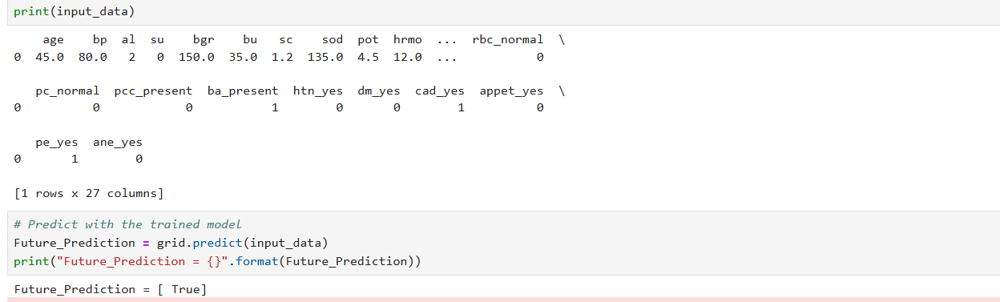 print(input_data)
age bp al su bgr bu sc sod pot hrmo ... rbc_normal \
0 45.0 80.0 2 0 150.0 35.0 1.2 135.0 4.5 12.0 ... 0
pc_normal pcc_present ba_present htn_yes dm_yes cad_yes appet_yes \
0 0 0 1 0 0 1 0
pe_yes ane_yes
0 1 0
[1 rows x 27 columns]
# Predict with the trained model
Future_Prediction = grid.predict(input_data)
print("Future_Prediction = {}".format(Future_Prediction))
Future_Prediction = [ True]